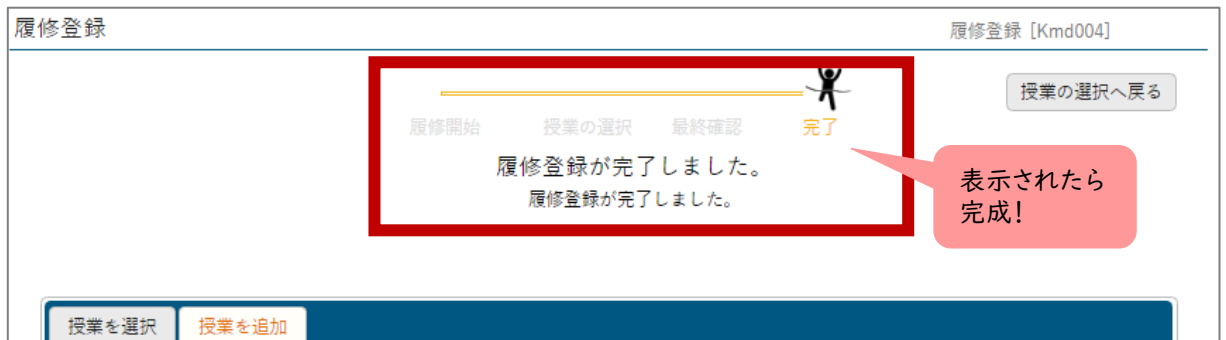 履修登録
履修登録 [Kmd004]
授業の選択へ戻る
履修開始 授業の選択 最終確認 完了
履修登録が完了しました。
履修登録が完了しました。
表示されたら
完成！
授業を選択 授業を追加